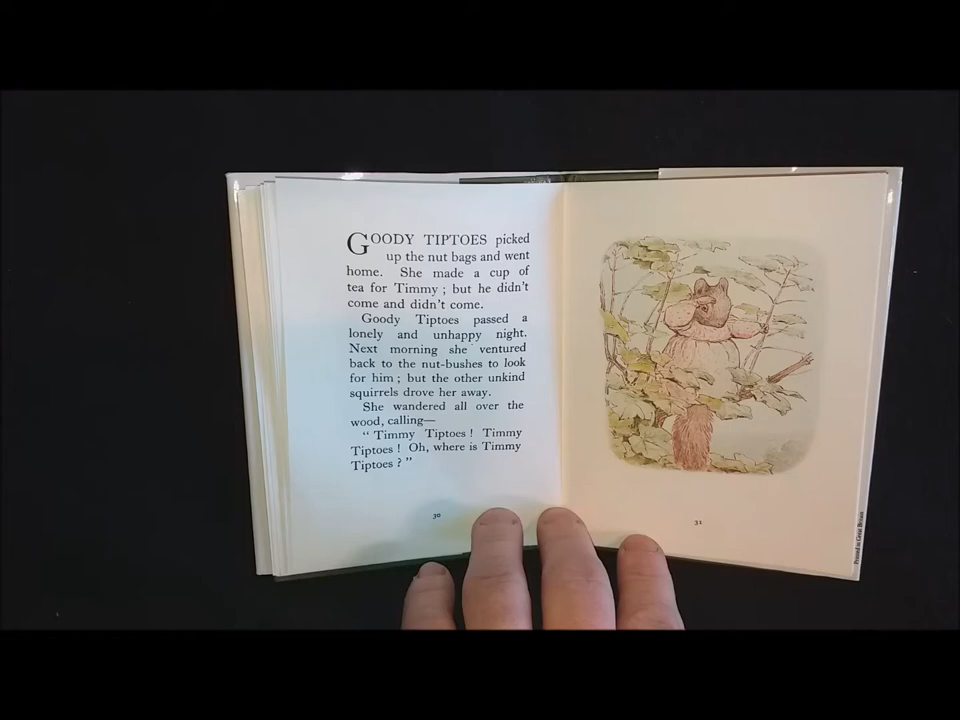 GOODY TIPTOES picked
up the nut bags and went
home. She made a cup of
tea for Timmy ; but he didn't
come and didn't come.
Goody Tiptoes passed a
lonely and unhappy night.
Next morning she ventured
back to the nut-bushes to look
for him ; but the other unkind
squirrels drove her away.
She wandered all over the
wood, calling—
“ Timmy Tiptoes ! Timmy
Tiptoes ! Oh, where is Timmy
Tiptoes ? ”
30
31
Printed in Great Britain